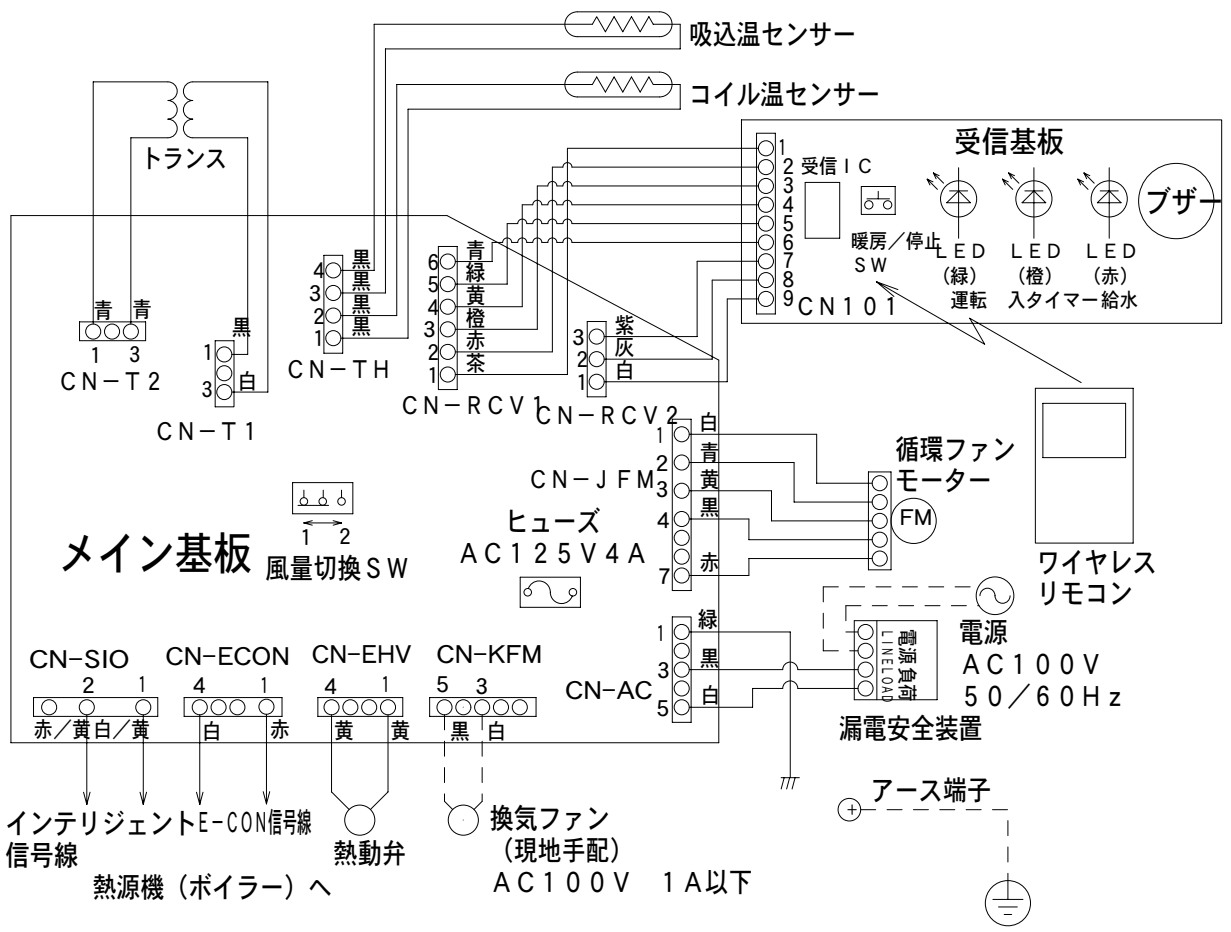 吸込温センサー
コイル温センサー
トランス
受信基板
1
2
3
4
5
6
7
8
9
受信ＩＣ
ブザー
暖房／停止
ＳＷ
ＣＮ１０１
ＬＥＤ
（緑）
運転
ＬＥＤ
（橙）
入タイマー
ＬＥＤ
（赤）
給水
青 青
1 3
ＣＮ－Ｔ２
黒
1
3 白
ＣＮ－Ｔ１
4 黒
3 黒
2 黒
1 黒
ＣＮ－ＴＨ
6 青
5 緑
4 黄
3 橙
2 赤
1 茶
ＣＮ－ＲＣＶ１
3 紫
2 灰
1 白
ＣＮ－ＲＣＶ２
1 白
2 青
3 黄
4 黒
7 赤
ＣＮ－ＪＦＭ
循環ファン
モーター
FM
ワイヤレス
リモコン
メイン基板
1 2
風量切換ＳＷ
ヒューズ
ＡＣ１２５Ｖ４Ａ
1 緑
3 黒
5 白
CN-AC
電源 負荷
LINE LOAD
漏電安全装置
電源
ＡＣ１００Ｖ
５０／６０Ｈｚ
CN-SIO
2 1
赤／黄 白／黄
CN-ECON
4 1
白 赤
CN-EHV
4 1
黄 黄
CN-KFM
5 3
黒 白
インテリジェント
信号線
E-CON信号線
熱源機（ボイラー）へ
熱動弁
換気ファン
（現地手配）
ＡＣ１００Ｖ　１Ａ以下
アース端子